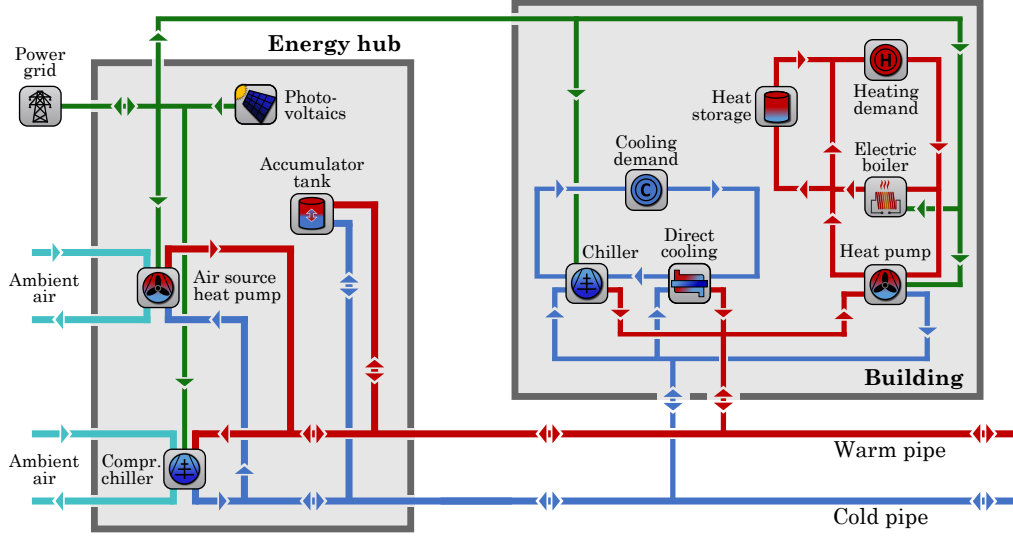 Energy hub
Power
grid
Photo-
voltaics
Accumulator
tank
Ambient
air
Air source
heat pump
Ambient
air
Compr.
chiller
H
Heating
demand
Heat
storage
Cooling
demand
C
Electric
boiler
Chiller
Direct
cooling
Heat pump
Building
Warm pipe
Cold pipe